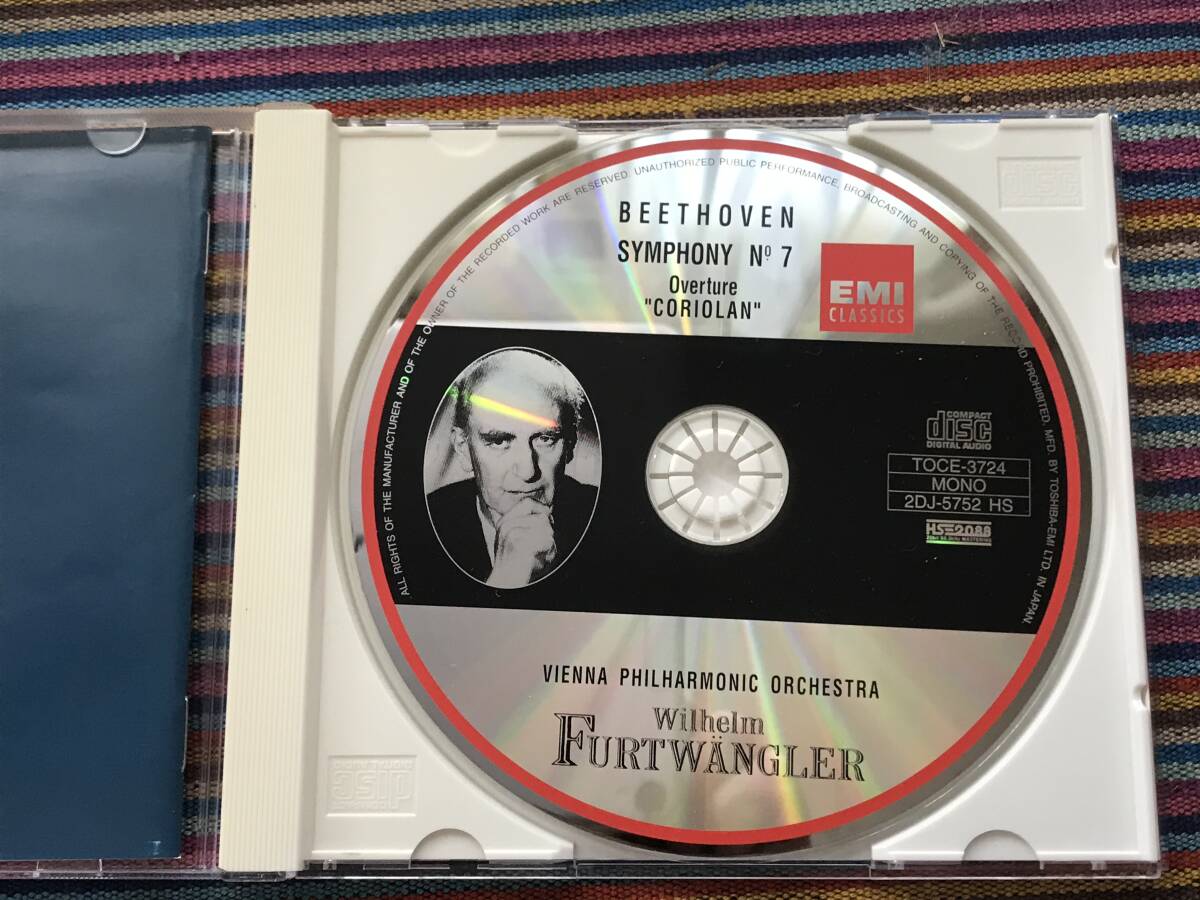 ALL RIGHTS OF THE MANUFACTURER AND OF THE OWNER OF THE RECORDED WORK ARE RESERVED. UNAUTHORIZED PUBLIC PERFORMANCE, BROADCASTING AND COPYING OF THE RECORD PROHIBITED. MFD. BY TOSHIBA-EMI LTD. IN JAPAN.
BEETHOVEN
SYMPHONY Nº 7
Overture
"CORIOLAN"
EMI
CLASSICS
COMPACT
disc
DIGITAL AUDIO
TOCE-3724
MONO
2DJ-5752 HS
HS-2088
VIENNA PHILHARMONIC ORCHESTRA
Wilhelm
FURTWÄNGLER